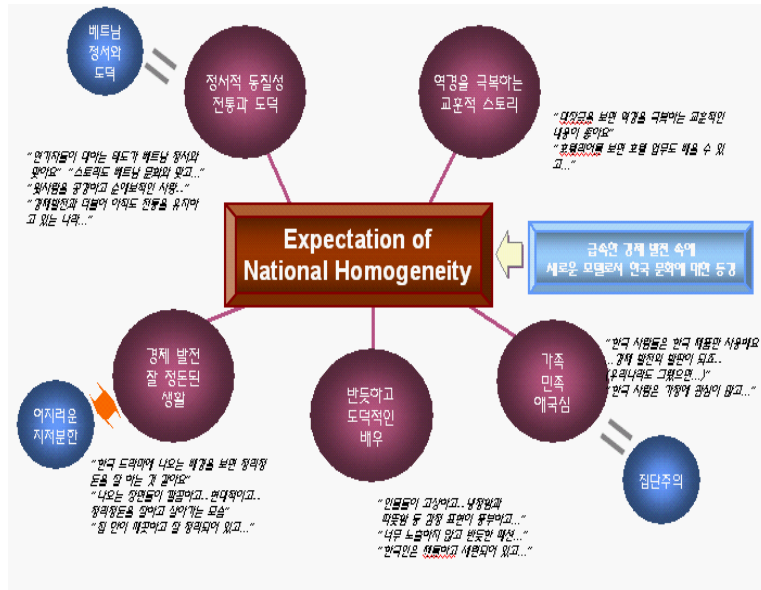 베트남
정서와
도덕
정서적 동질성
전통과 도덕
역경을 극복하는
교훈적 스토리
"연기자들이 대하는 태도가 베트남 정서와
맞아요" "스토리도 베트남 문화와 맞고..."
"윗사람을 공경하고 순애보적인 사랑.."
"경제발전과 더불어 아직도 전통을 유지하
고 있는 나라..."
"대장금을 보면 역경을 극복하는 교훈적인
내용이 좋아요"
"호텔리어를 보면 호텔 업무도 배울 수 있
고..."
Expectation of
National Homogeneity
급속한 경제 발전 속에
새로운 모델로서 한국 문화에 대한 동경
경제 발전
잘 정돈된
생활
어지러운
지저분한
반듯하고
도덕적인
배우
가족
민족
애국심
"한국 사람들은 한국 제품만 사용해요
...경제 발전의 발판이 되죠..
(우리나라도 그랬으면...)
"한국 사람은 가정에 관심이 많고..."
집단주의
"한국 드라마에 나오는 배경을 보면 정리정
돈을 잘 하는 것 같아요"
"나오는 장면들이 깔끔하고..현대적이고..
정리정돈을 잘하고 살아가는 모습"
"집 안이 깨끗하고 잘 정리되어 있고..."
"인물들이 고상하고..냉정함과
따뜻함 등 감정 표현이 풍부하고..."
"너무 노출하지 않고 반듯한 패션..."
"한국인은 젠틀하고 세련되어 있고..."